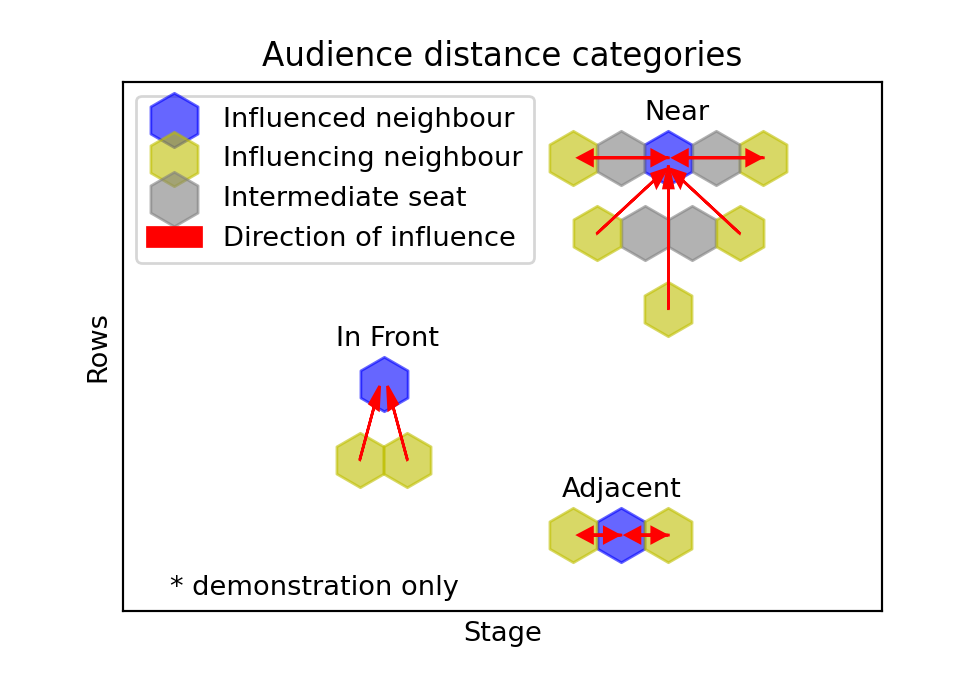 Audience distance categories
Influenced neighbour
Influencing neighbour
Intermediate seat
Direction of influence
Near
Rows
In Front
Adjacent
* demonstration only
Stage